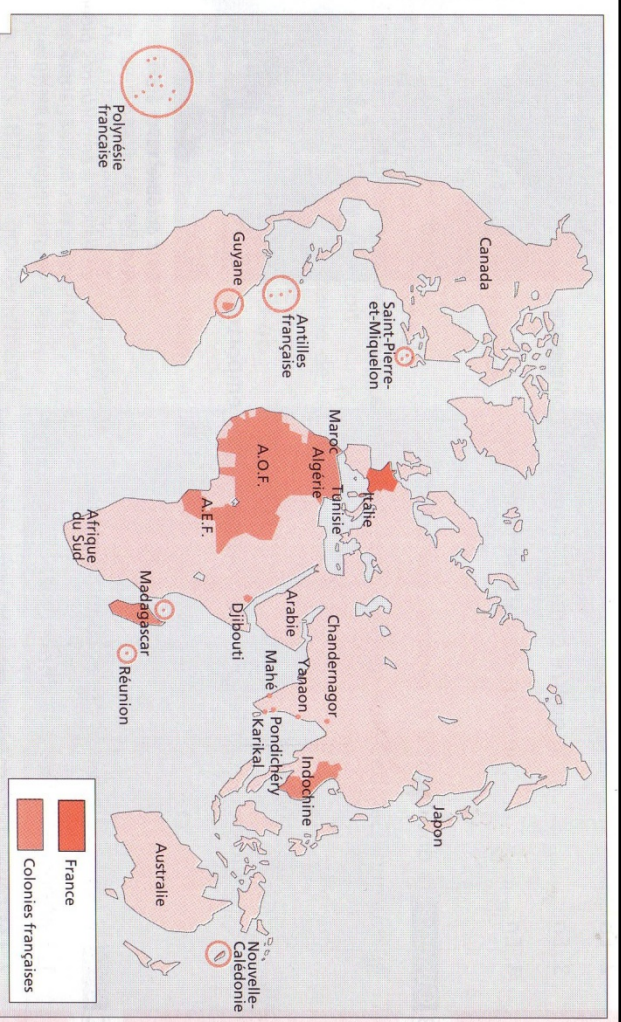 Canada
Saint-Pierre-
et-Miquelon
Antilles
française
Guyane
Polynésie
francaise
Italie
Maroc
Tunisie
Algérie
A.O.F.
A.E.F.
Afrique
du Sud
Madagascar
Réunion
Djibouti
Arabie
Chandernagor
Yanaon
Mahé
Pondichéry
Karikal
Indochine
Japon
Australie
Nouvelle-
Calédonie
France
Colonies françaises